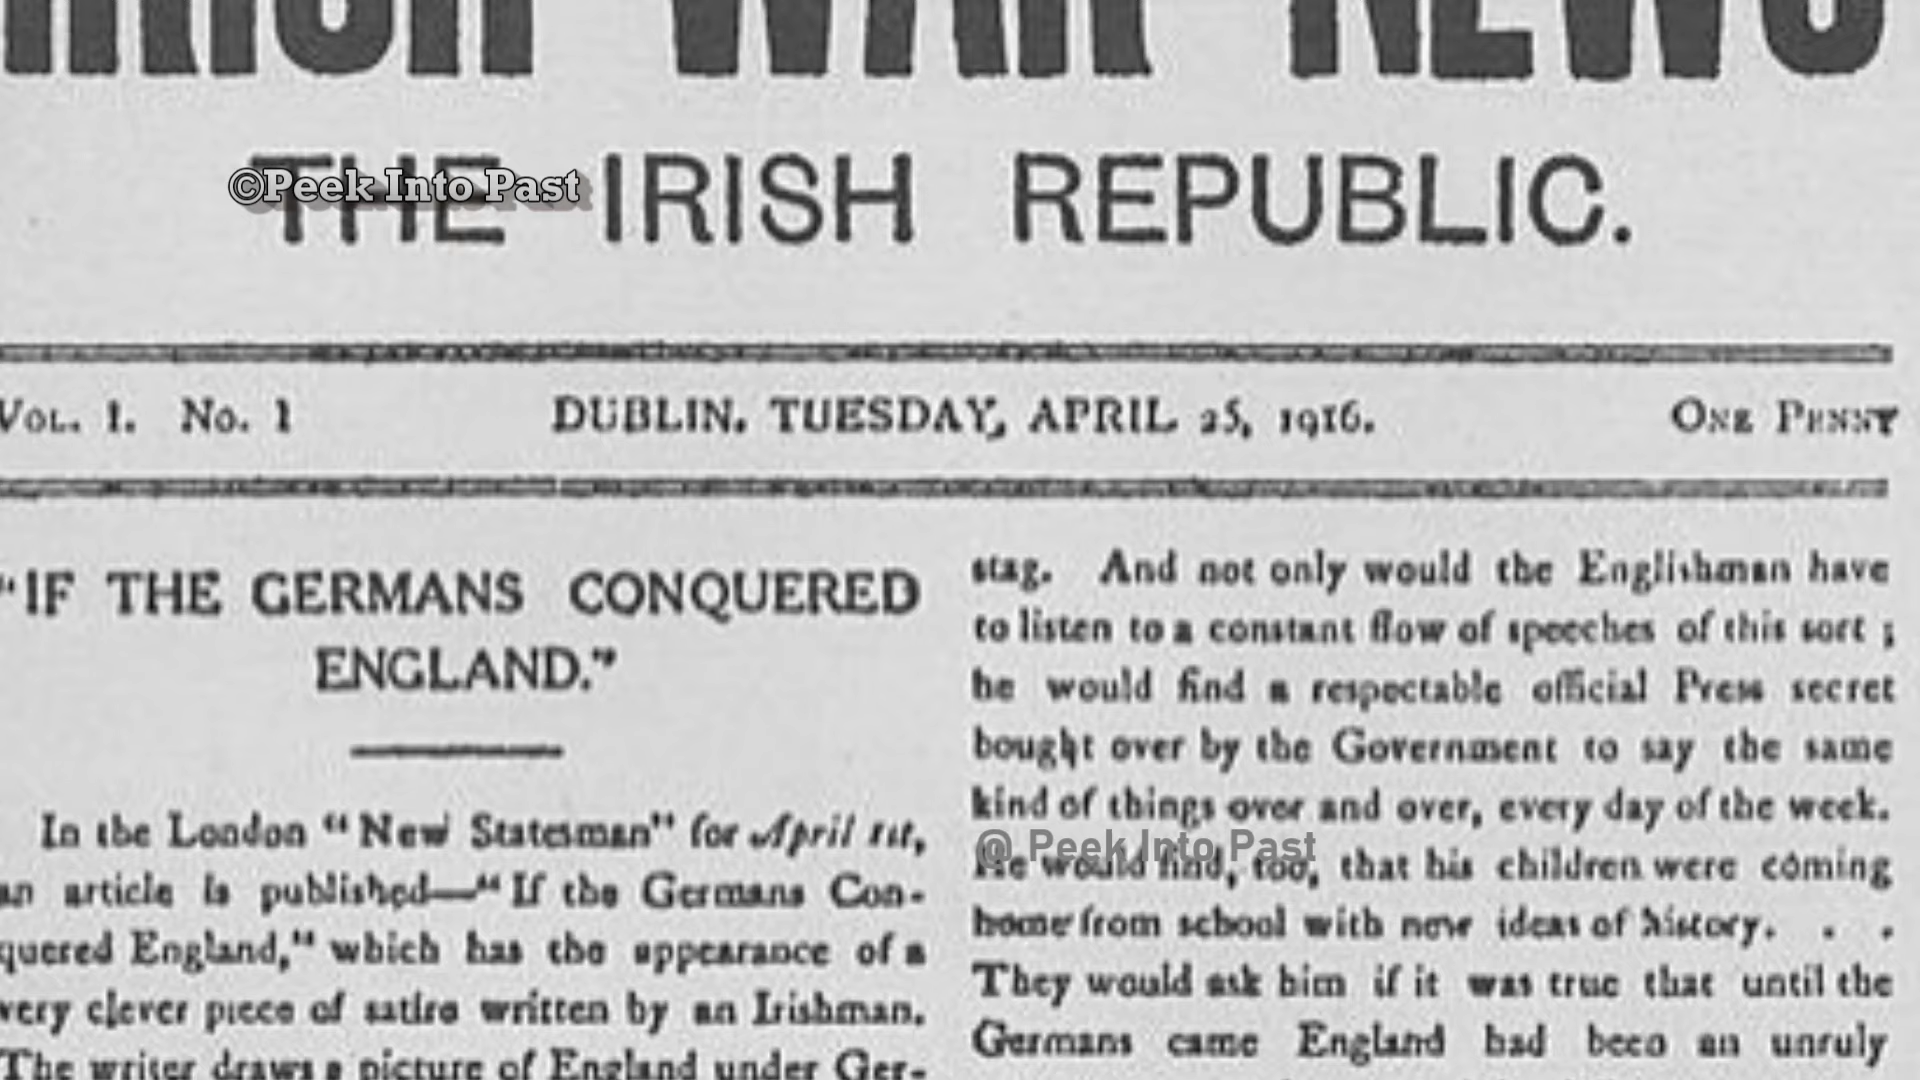 IRISH WAR NEWS
THE IRISH REPUBLIC.
©Peek Into Past
VOL. 1. No. 1 DUBLIN. TUESDAY, APRIL 25, 1916. ONE PENNY
"IF THE GERMANS CONQUERED
ENGLAND."
In the London "New Statesman" for April 1st,
an article is published—"If the Germans Con-
quered England," which has the appearance of a
very clever piece of satire written by an Irishman.
The writer draws a picture of England under Ger-
stag. And not only would the Englishman have
to listen to a constant flow of speeches of this sort ;
he would find a respectable official Press secret
bought over by the Government to say the same
kind of things over and over, every day of the week.
@ Peek Into Past
He would find, too, that his children were coming
home from school with new ideas of history. . .
They would ask him if it was true that until the
Germans came England had been an unruly